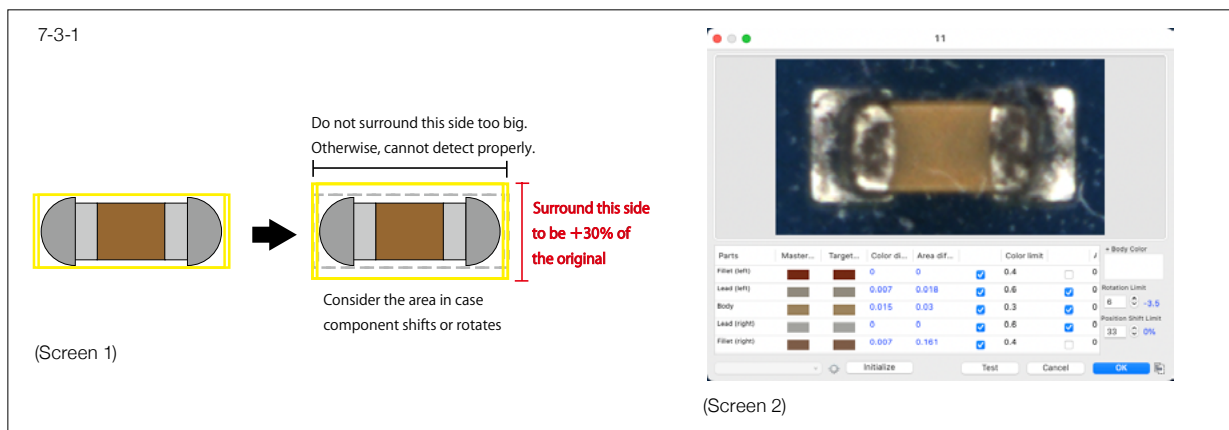 7-3-1
Do not surround this side too big.
Otherwise, cannot detect properly.
Surround this side
to be +30% of
the original
Consider the area in case
component shifts or rotates
(Screen 1)
11
Parts Master... Target... Color di... Area dif... Color limit
Fillet (left) 0 0 0.4 0
Lead (left) 0.007 0.018 0.6 0
Body 0.015 0.03 0.3 0
Lead (right) 0 0 0.6 0
Fillet (right) 0.007 0.161 0.4 0
+ Body Color
Rotation Limit
6 -3.5
Position Shift Limit
33 0%
Initialize Test Cancel OK
(Screen 2)